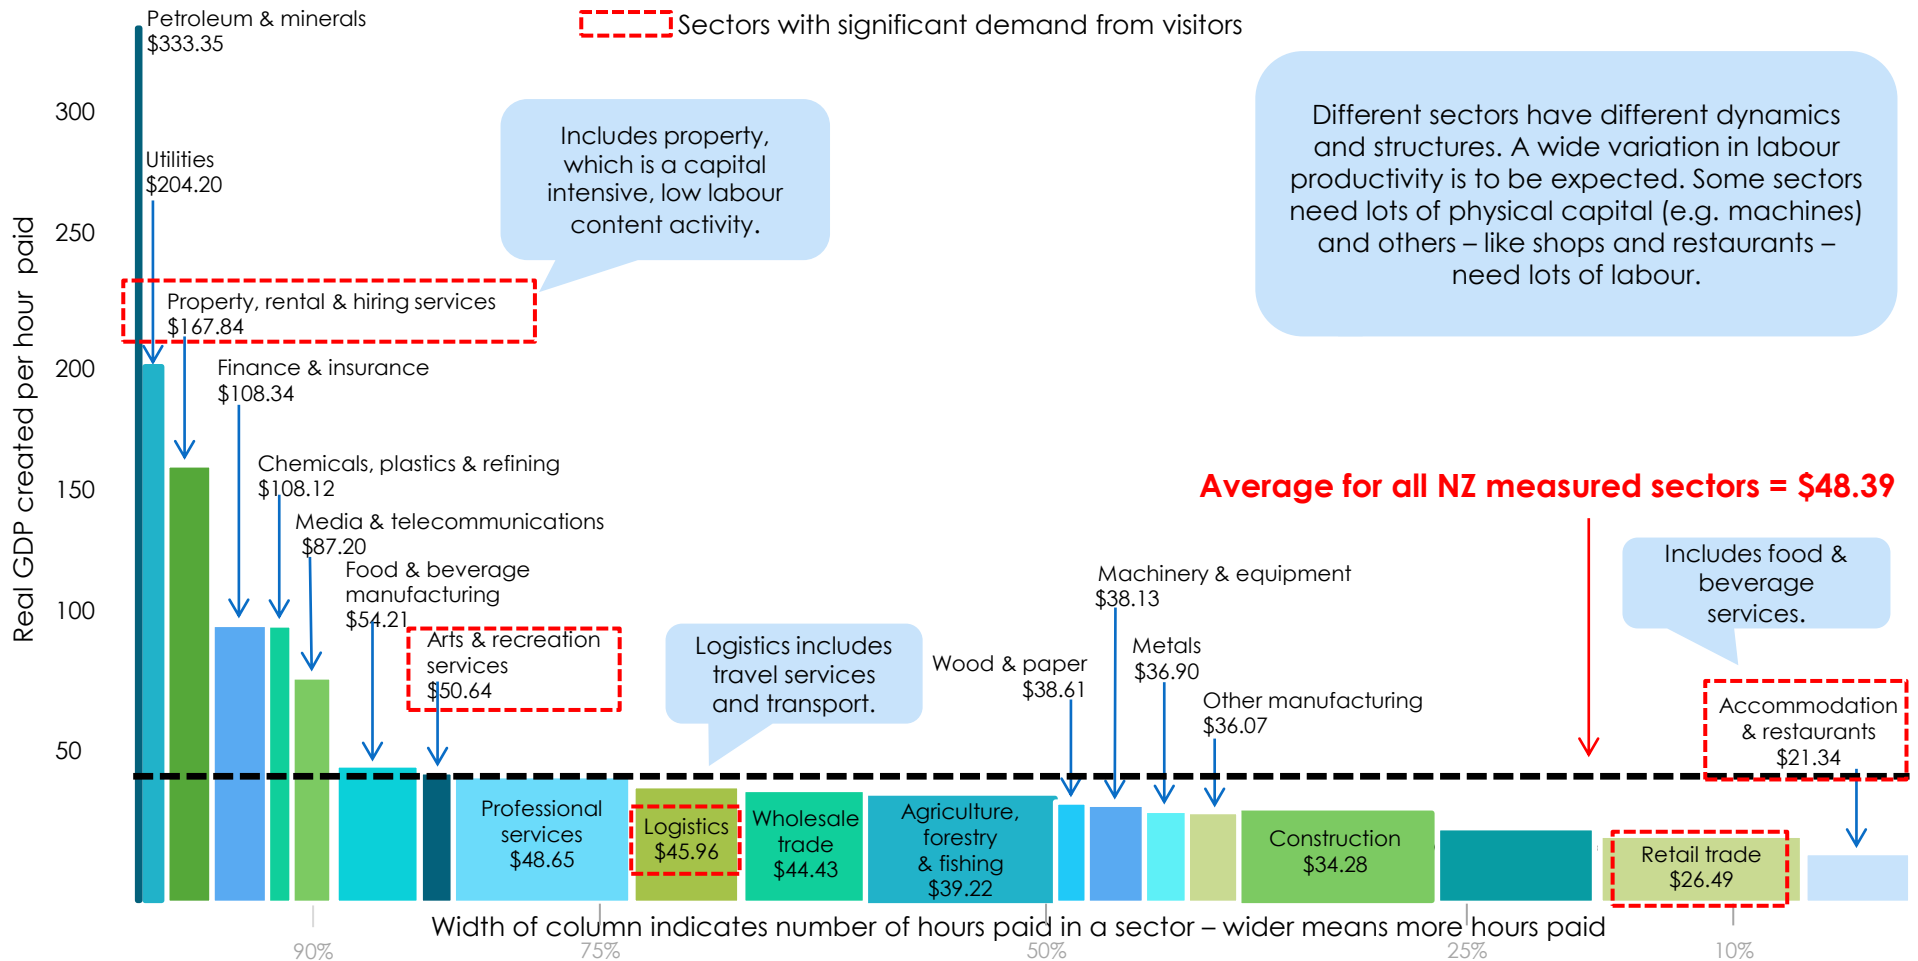 Petroleum & minerals
$333.35
Sectors with significant demand from visitors
Different sectors have different dynamics
and structures. A wide variation in labour
productivity is to be expected. Some sectors
need lots of physical capital (e.g. machines)
and others – like shops and restaurants –
need lots of labour.
Includes property,
which is a capital
intensive, low labour
content activity.
300
250
200
150
100
50
Real GDP created per hour paid
Utilities
$204.20
Property, rental & hiring services
$167.84
Finance & insurance
$108.34
Chemicals, plastics & refining
$108.12
Media & telecommunications
$87.20
Food & beverage
manufacturing
$54.21
Arts & recreation
services
$50.64
Logistics includes
travel services
and transport.
Average for all NZ measured sectors = $48.39
Includes food &
beverage
services.
Machinery & equipment
$38.13
Wood & paper
$38.61
Metals
$36.90
Other manufacturing
$36.07
Accommodation
& restaurants
$21.34
Professional
services
$48.65
Logistics
$45.96
Wholesale
trade
$44.43
Agriculture,
forestry
& fishing
$39.22
Construction
$34.28
Retail trade
$26.49
Width of column indicates number of hours paid in a sector – wider means more hours paid
90%
75%
50%
25%
10%